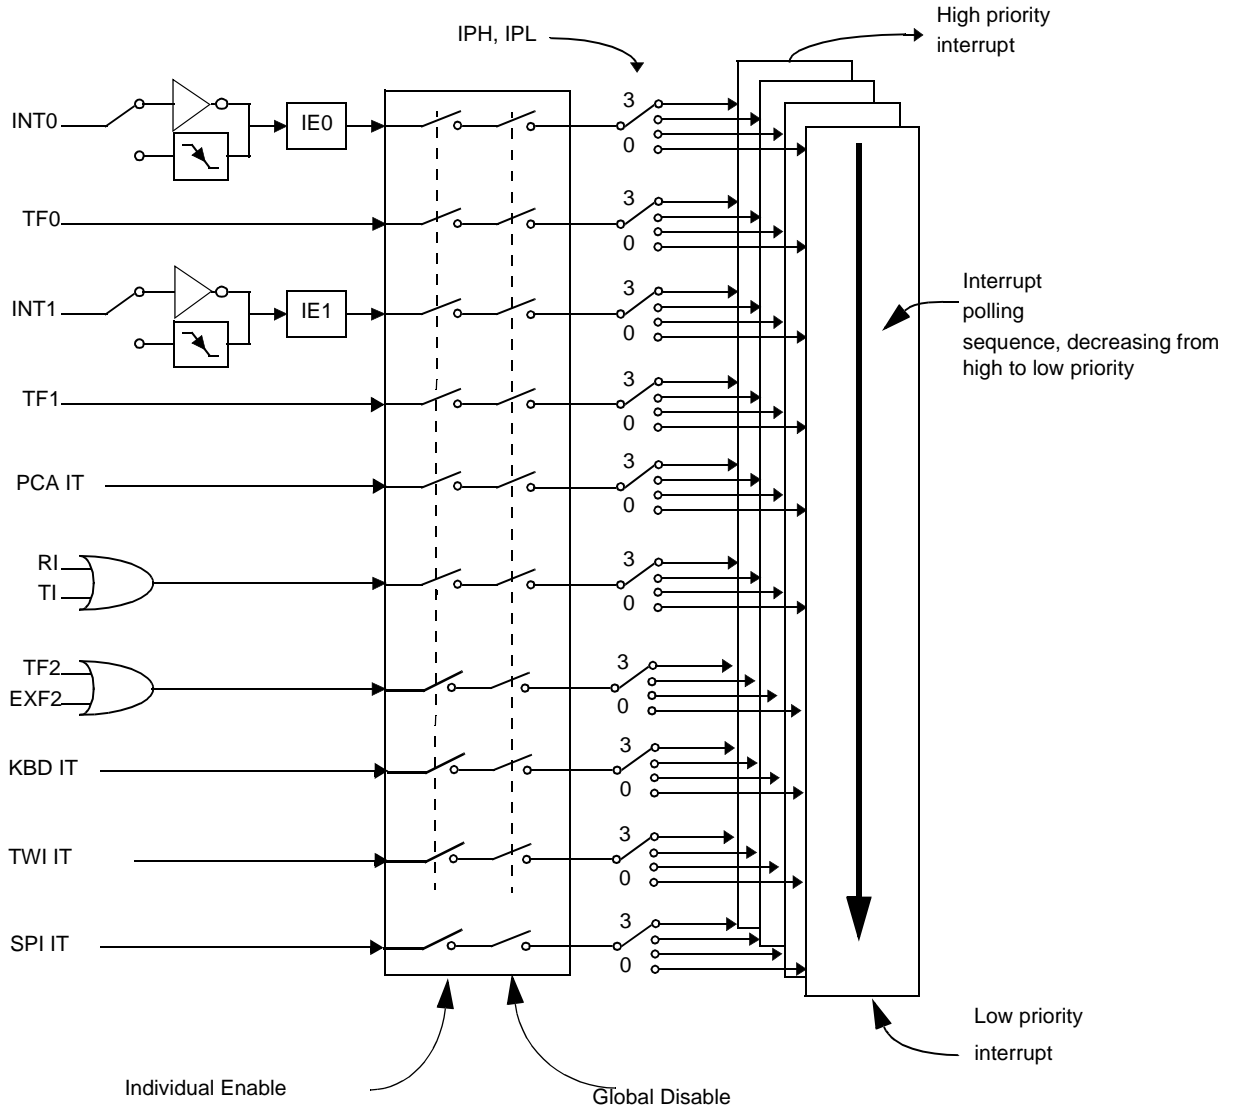 High priority
interrupt
IPH, IPL
INT0
IE0
3
0
TF0
3
0
INT1
IE1
3
0
Interrupt
polling
sequence, decreasing from
high to low priority
TF1
3
0
PCA IT
3
0
RI
TI
3
0
TF2
EXF2
3
0
KBD IT
3
0
TWI IT
3
0
SPI IT
3
0
Low priority
interrupt
Individual Enable
Global Disable